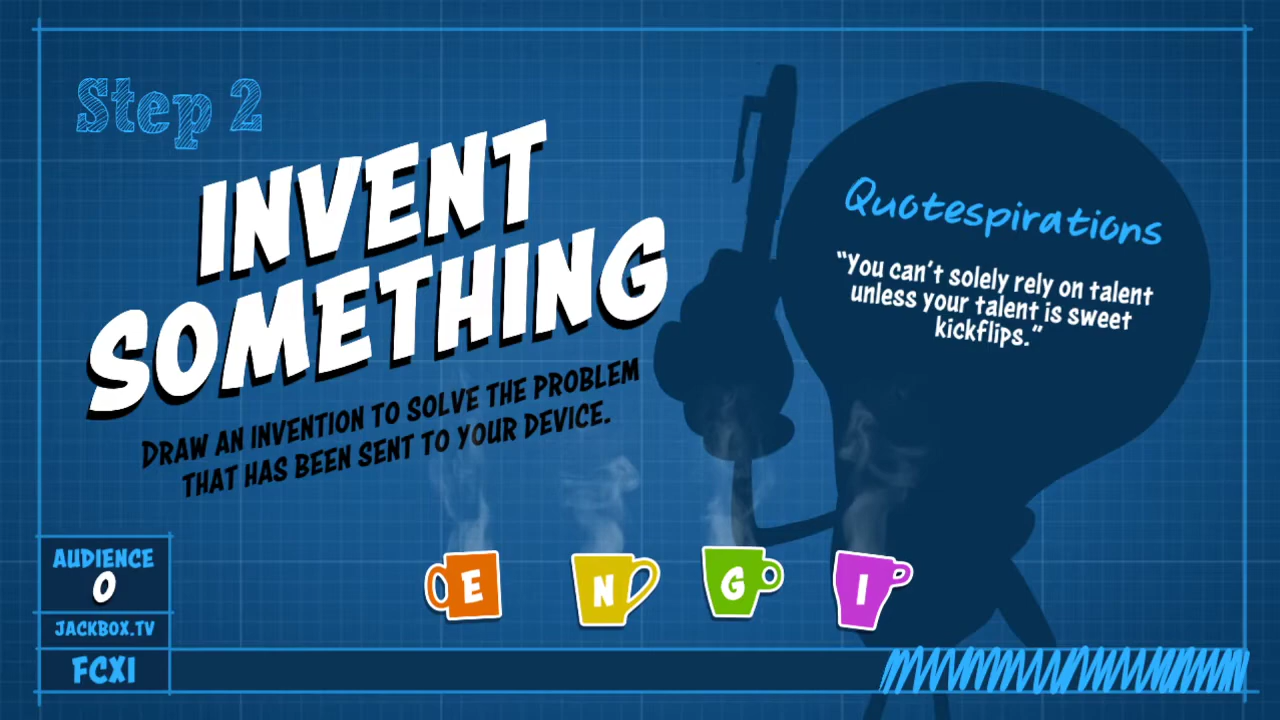 Step 2
INVENT
SOMETHING
DRAW AN INVENTION TO SOLVE THE PROBLEM
THAT HAS BEEN SENT TO YOUR DEVICE.
Quotespirations
“You can’t solely rely on talent
unless your talent is sweet
kickflips.”
E N G I
AUDIENCE
0
JACKBOX.TV
FCXI